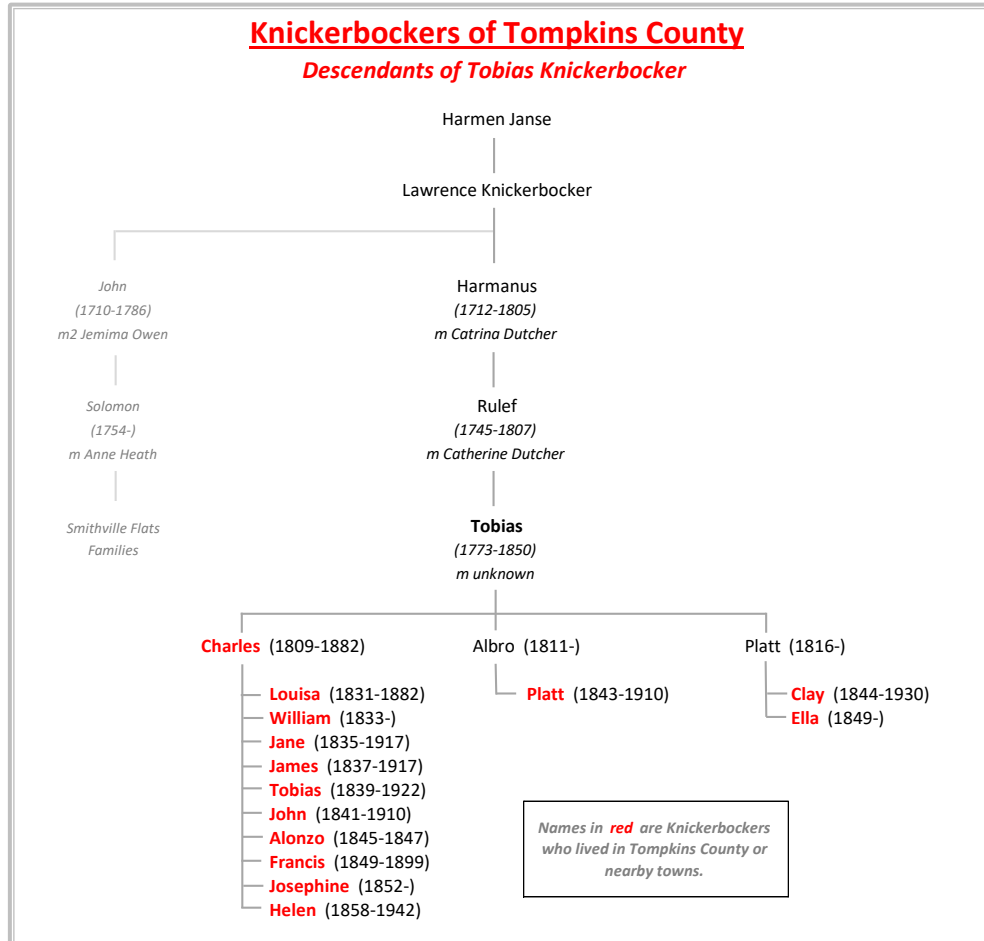 Knickerbockers of Tompkins County
Descendants of Tobias Knickerbocker
Harmen Janse
Lawrence Knickerbocker
John
(1710-1786)
m2 Jemima Owen
Harmanus
(1712-1805)
m Catrina Dutcher
Solomon
(1754-)
m Anne Heath
Rulef
(1745-1807)
m Catherine Dutcher
Smithville Flats
Families
Tobias
(1773-1850)
m unknown
Charles (1809-1882)
Louisa (1831-1882)
William (1833-)
Jane (1835-1917)
James (1837-1917)
Tobias (1839-1922)
John (1841-1910)
Alonzo (1845-1847)
Francis (1849-1899)
Josephine (1852-)
Helen (1858-1942)
Albro (1811-)
Platt (1843-1910)
Platt (1816-)
Clay (1844-1930)
Ella (1849-)
Names in red are Knickerbockers
who lived in Tompkins County or
nearby towns.